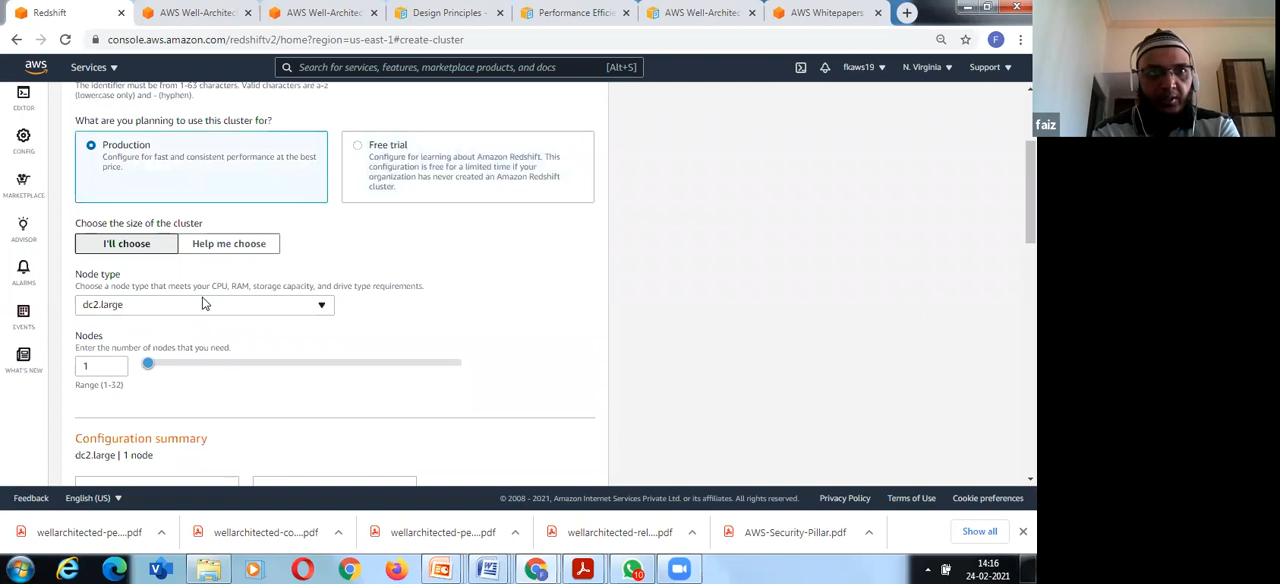 Redshift
AWS Well-Architec
AWS Well-Architec
Design Principles -
Performance Efficie
AWS Well-Architec
AWS Whitepapers
console.aws.amazon.com/redshiftv2/home?region=us-east-1#create-cluster
F
aws
Services
Search for services, features, marketplace products, and docs
[Alt+S]
fkaws19
N. Virginia
Support
EDITOR
CONFIG
MARKETPLACE
ADVISOR
ALARMS
EVENTS
WHAT'S NEW
The identifier must be from 1-63 characters. Valid characters are a-z
(lowercase only) and - (hyphen).
What are you planning to use this cluster for?
Production
Configure for fast and consistent performance at the best
price.
Free trial
Configure for learning about Amazon Redshift. This
configuration is free for a limited time if your
organization has never created an Amazon Redshift
cluster.
Choose the size of the cluster
I'll choose
Help me choose
Node type
Choose a node type that meets your CPU, RAM, storage capacity, and drive type requirements.
dc2.large
Nodes
Enter the number of nodes that you need.
1
Range (1-32)
Configuration summary
dc2.large | 1 node
faiz
Feedback
English (US)
© 2008 - 2021, Amazon Internet Services Private Ltd. or its affiliates. All rights reserved.
Privacy Policy
Terms of Use
Cookie preferences
wellarchitected-pe....pdf
wellarchitected-co....pdf
wellarchitected-pe....pdf
wellarchitected-rel....pdf
AWS-Security-Pillar.pdf
Show all
10
14:16
24-02-2021